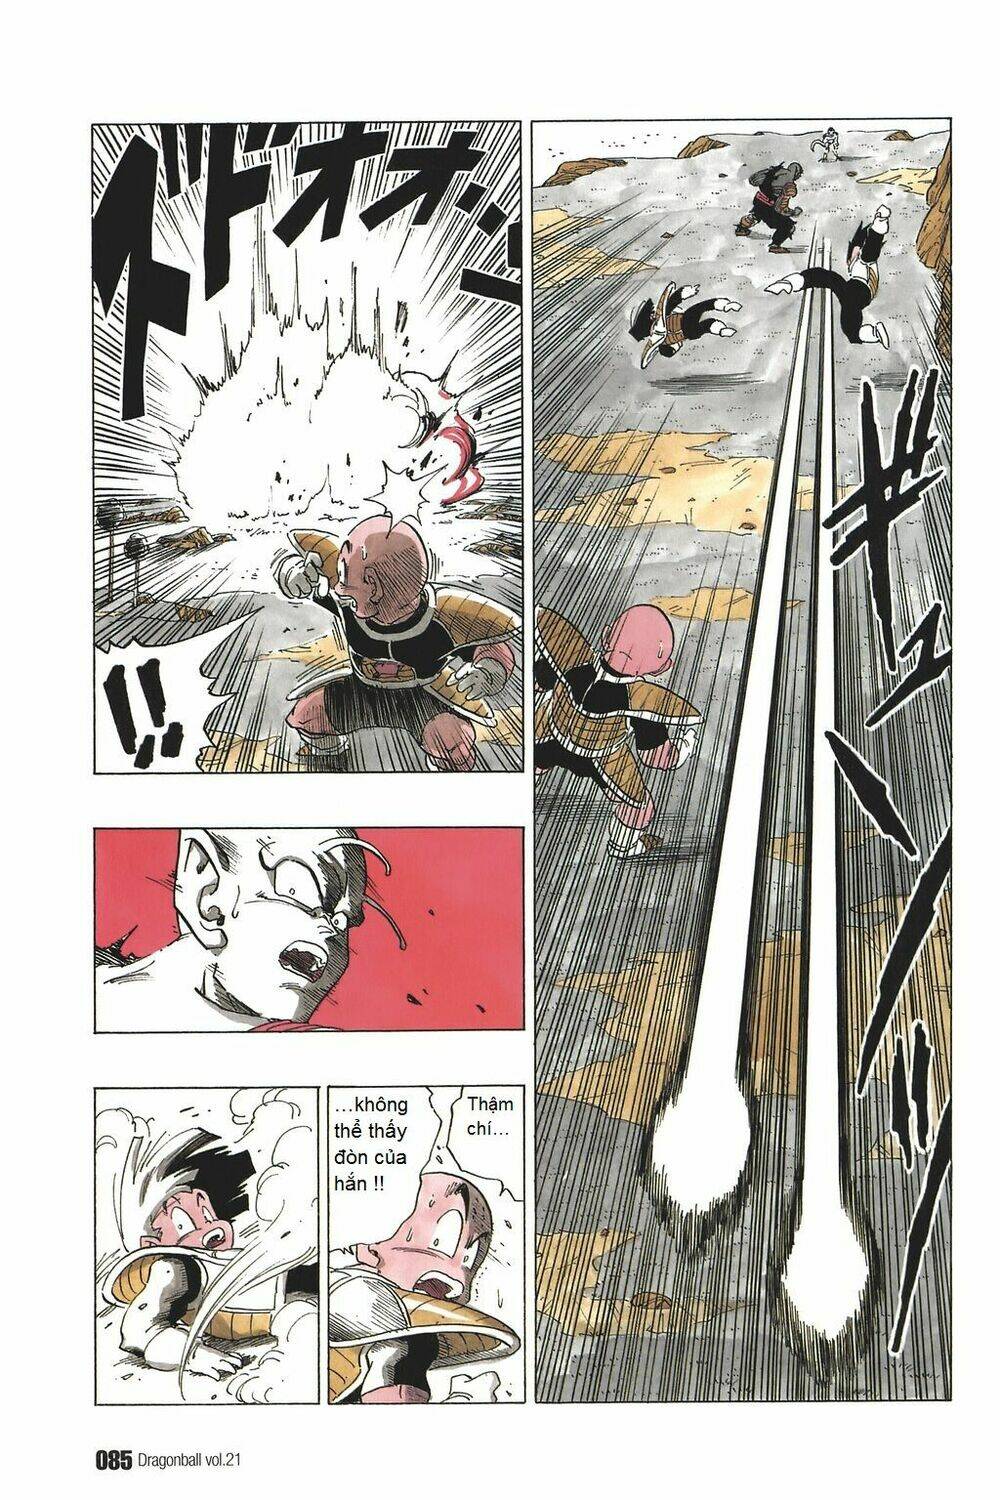 ギュ
ン
ドドオオ…
!!
Thậm
chí...
...không
thể thấy
đòn của
hắn !!
085 Dragonball vol.21